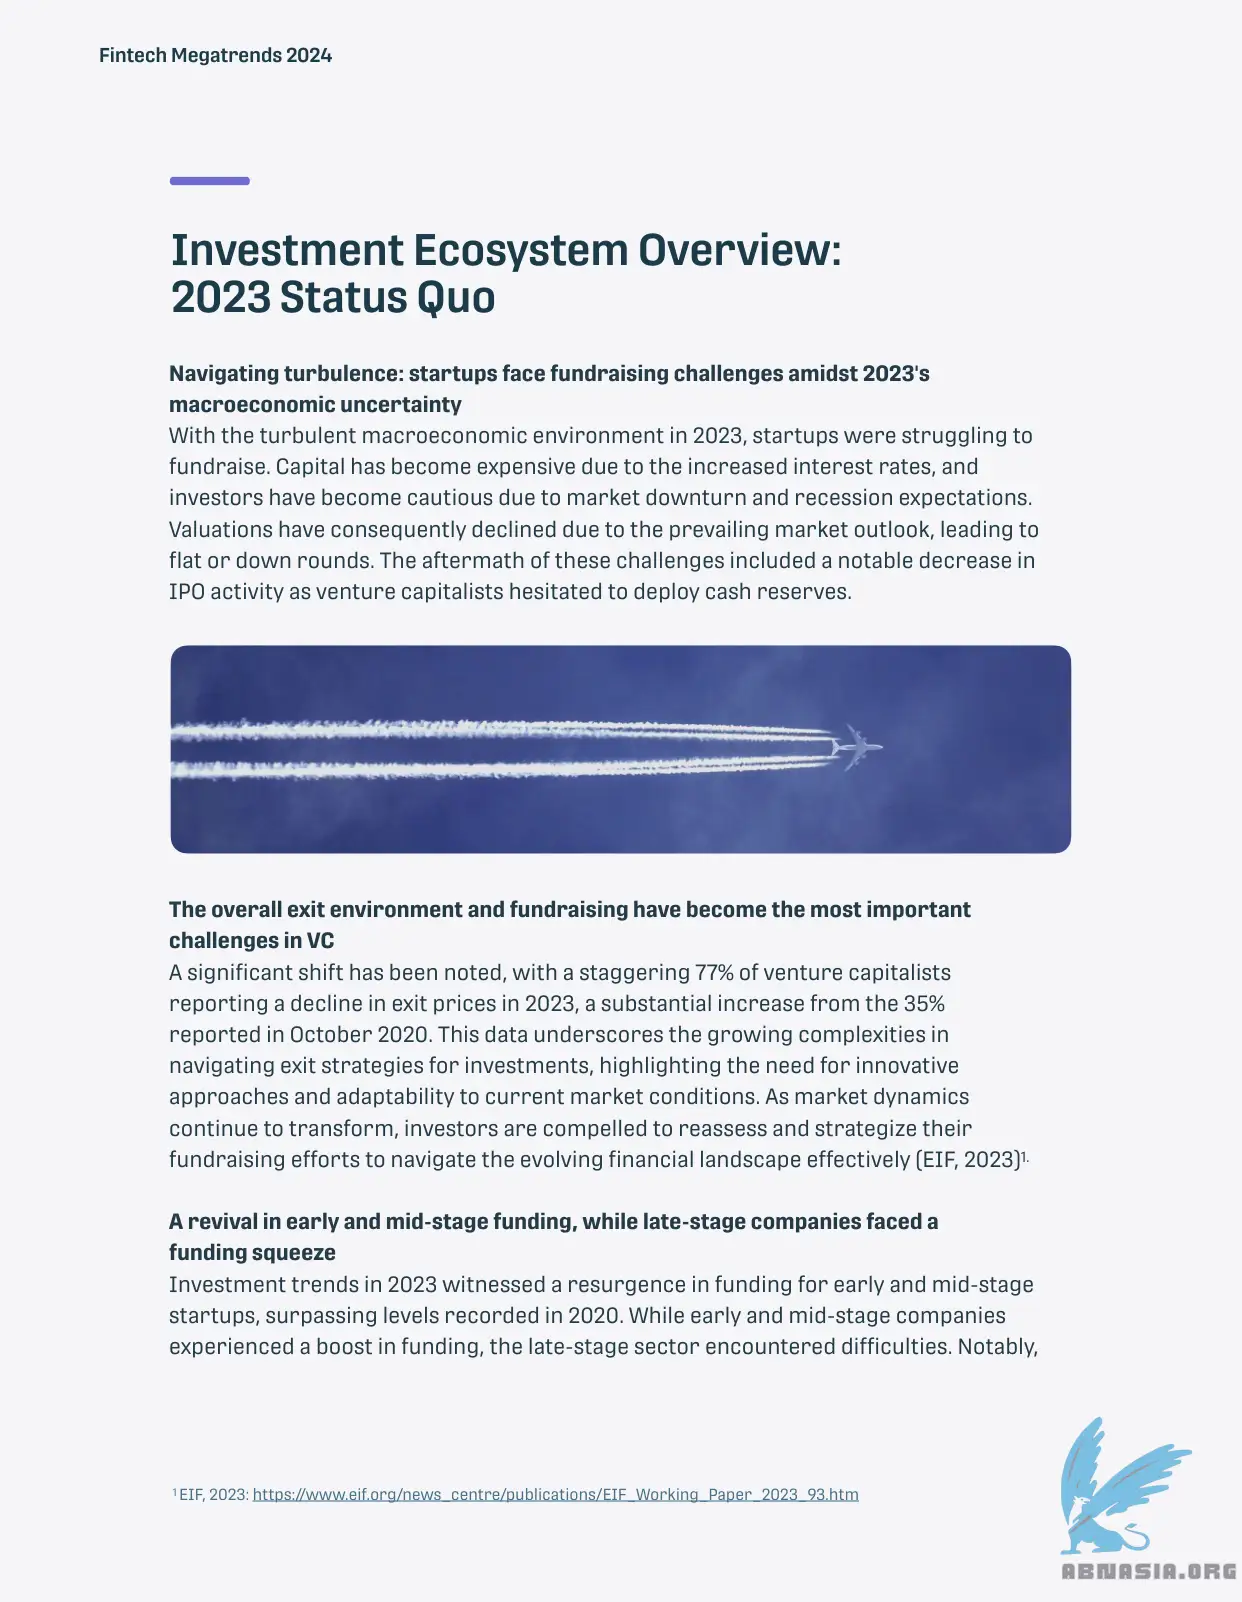 Fintech Megatrends 2024
Investment Ecosystem Overview:
2023 Status Quo
Navigating turbulence: startups face fundraising challenges amidst 2023's
macroeconomic uncertainty
With the turbulent macroeconomic environment in 2023, startups were struggling to
fundraise. Capital has become expensive due to the increased interest rates, and
investors have become cautious due to market downturn and recession expectations.
Valuations have consequently declined due to the prevailing market outlook, leading to
flat or down rounds. The aftermath of these challenges included a notable decrease in
IPO activity as venture capitalists hesitated to deploy cash reserves.
The overall exit environment and fundraising have become the most important
challenges in VC
A significant shift has been noted, with a staggering 77% of venture capitalists
reporting a decline in exit prices in 2023, a substantial increase from the 35%
reported in October 2020. This data underscores the growing complexities in
navigating exit strategies for investments, highlighting the need for innovative
approaches and adaptability to current market conditions. As market dynamics
continue to transform, investors are compelled to reassess and strategize their
fundraising efforts to navigate the evolving financial landscape effectively (EIF, 2023)¹.
A revival in early and mid-stage funding, while late-stage companies faced a
funding squeeze
Investment trends in 2023 witnessed a resurgence in funding for early and mid-stage
startups, surpassing levels recorded in 2020. While early and mid-stage companies
experienced a boost in funding, the late-stage sector encountered difficulties. Notably,
¹ EIF, 2023: https://www.eif.org/news_centre/publications/EIF_Working_Paper_2023_93.htm
ABNASIA.ORG